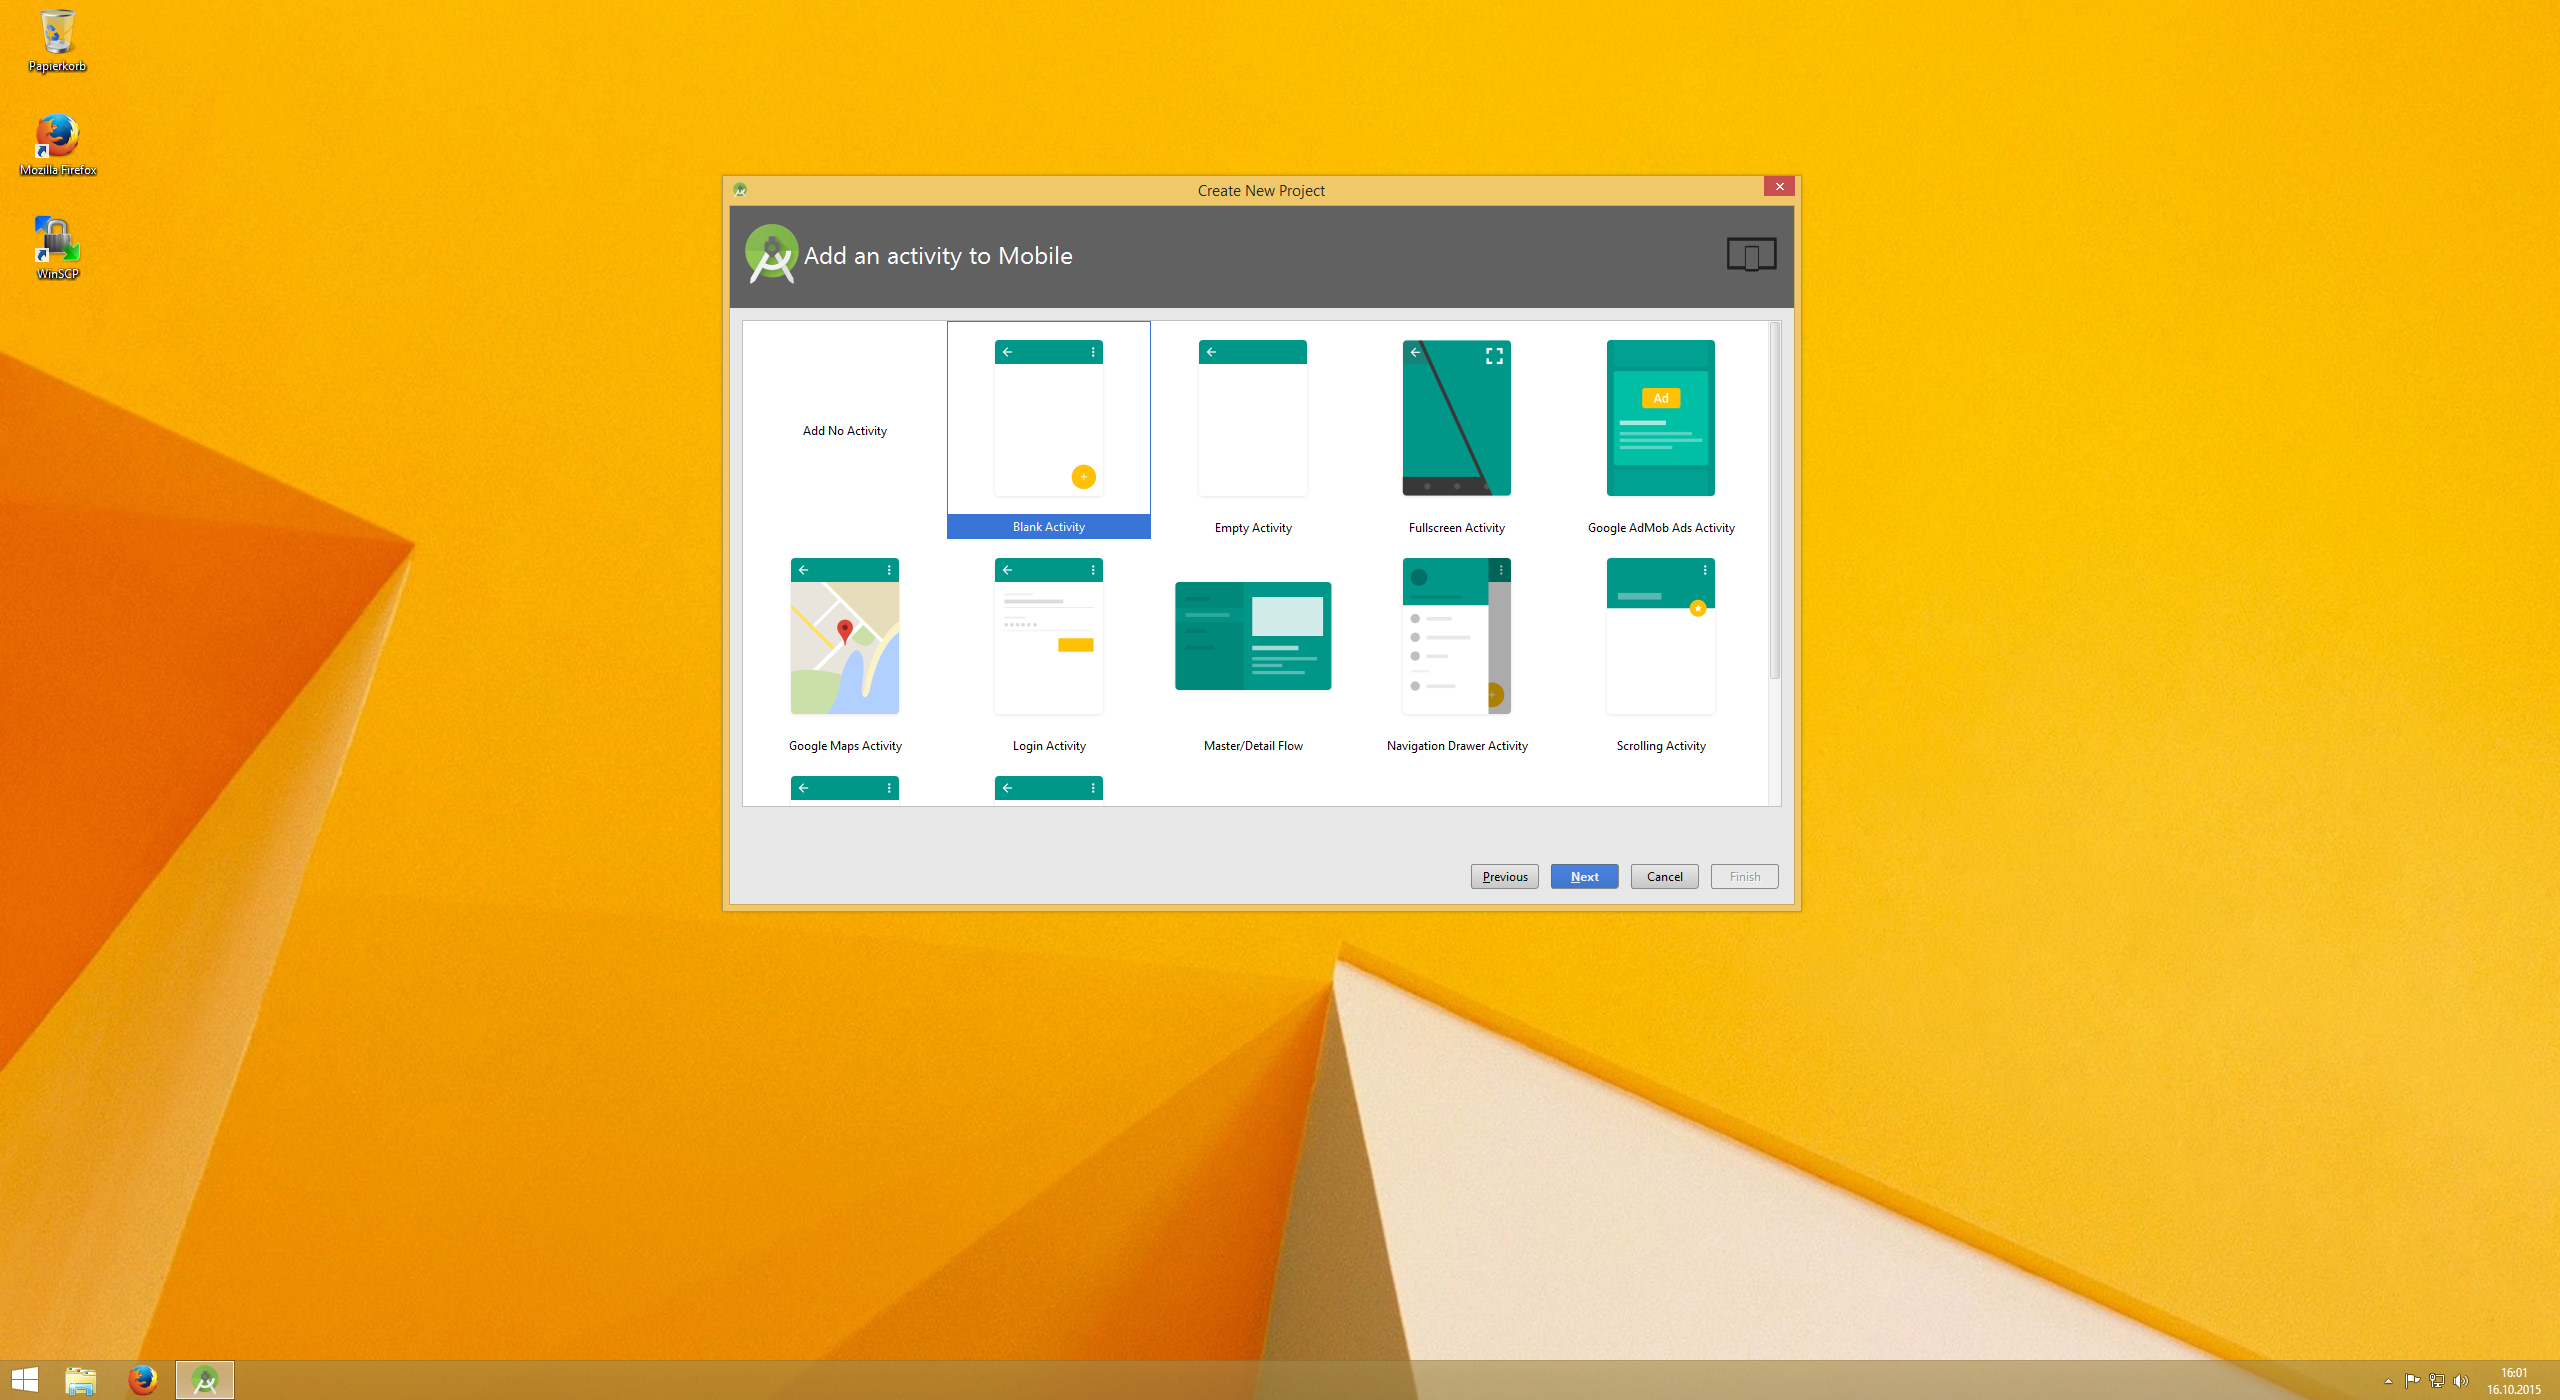 Papierkorb
Mozilla Firefox
WinSCP
Create New Project
Add an activity to Mobile
Add No Activity
Blank Activity
Empty Activity
Fullscreen Activity
Ad
Google AdMob Ads Activity
Google Maps Activity
Login Activity
Master/Detail Flow
Navigation Drawer Activity
Scrolling Activity
Previous
Next
Cancel
Finish
16:01
16.10.2015